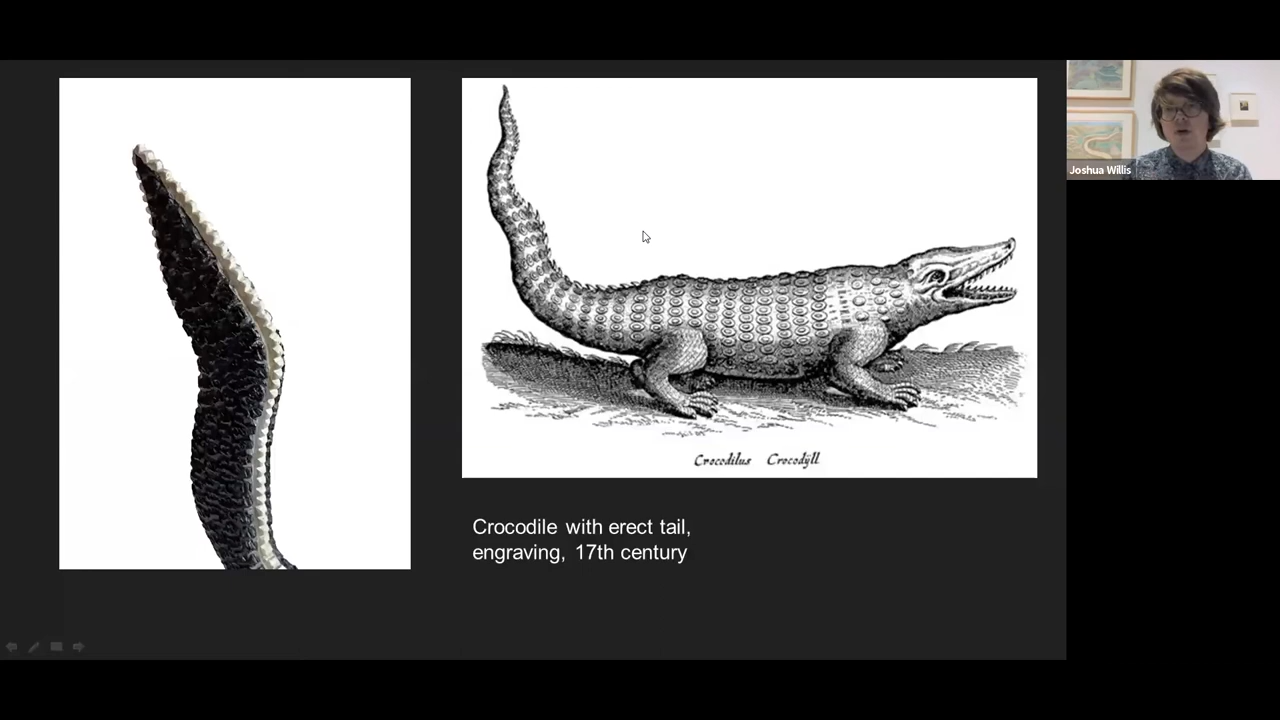 Crocodilus Crocodÿll
Crocodile with erect tail,
engraving, 17th century
Joshua Willis